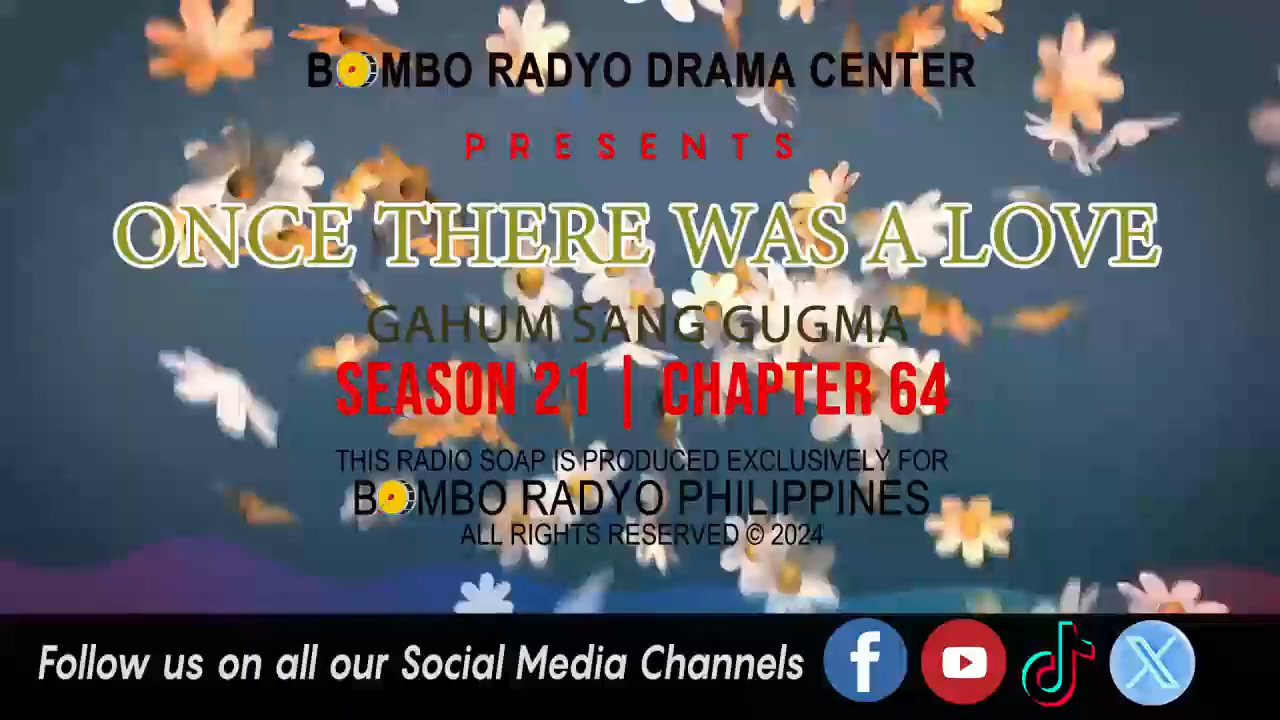 BOMBO RADYO DRAMA CENTER
PRESENTS
ONCE THERE WAS A LOVE
GAHUM SANG GUGMA
SEASON 21 | CHAPTER 64
THIS RADIO SOAP IS PRODUCED EXCLUSIVELY FOR
BOMBO RADYO PHILIPPINES
ALL RIGHTS RESERVED © 2024
Follow us on all our Social Media Channels